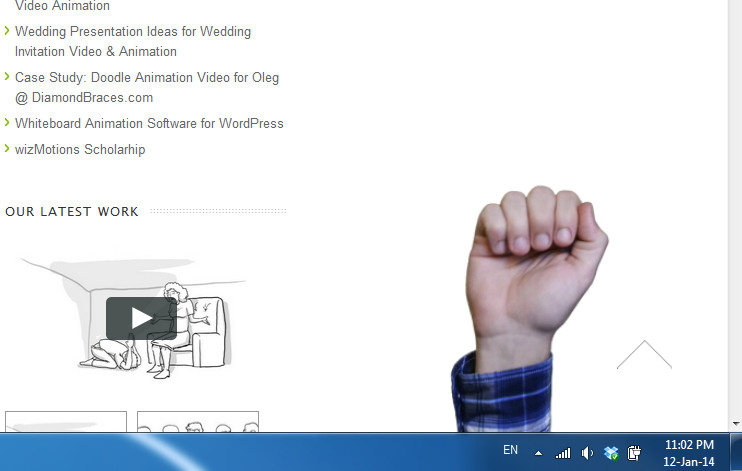 Video Animation
Wedding Presentation Ideas for Wedding
Invitation Video & Animation
Case Study: Doodle Animation Video for Oleg
@ DiamondBraces.com
Whiteboard Animation Software for WordPress
wizMotions Scholarhip
OUR LATEST WORK
EN
11:02 PM
12-Jan-14